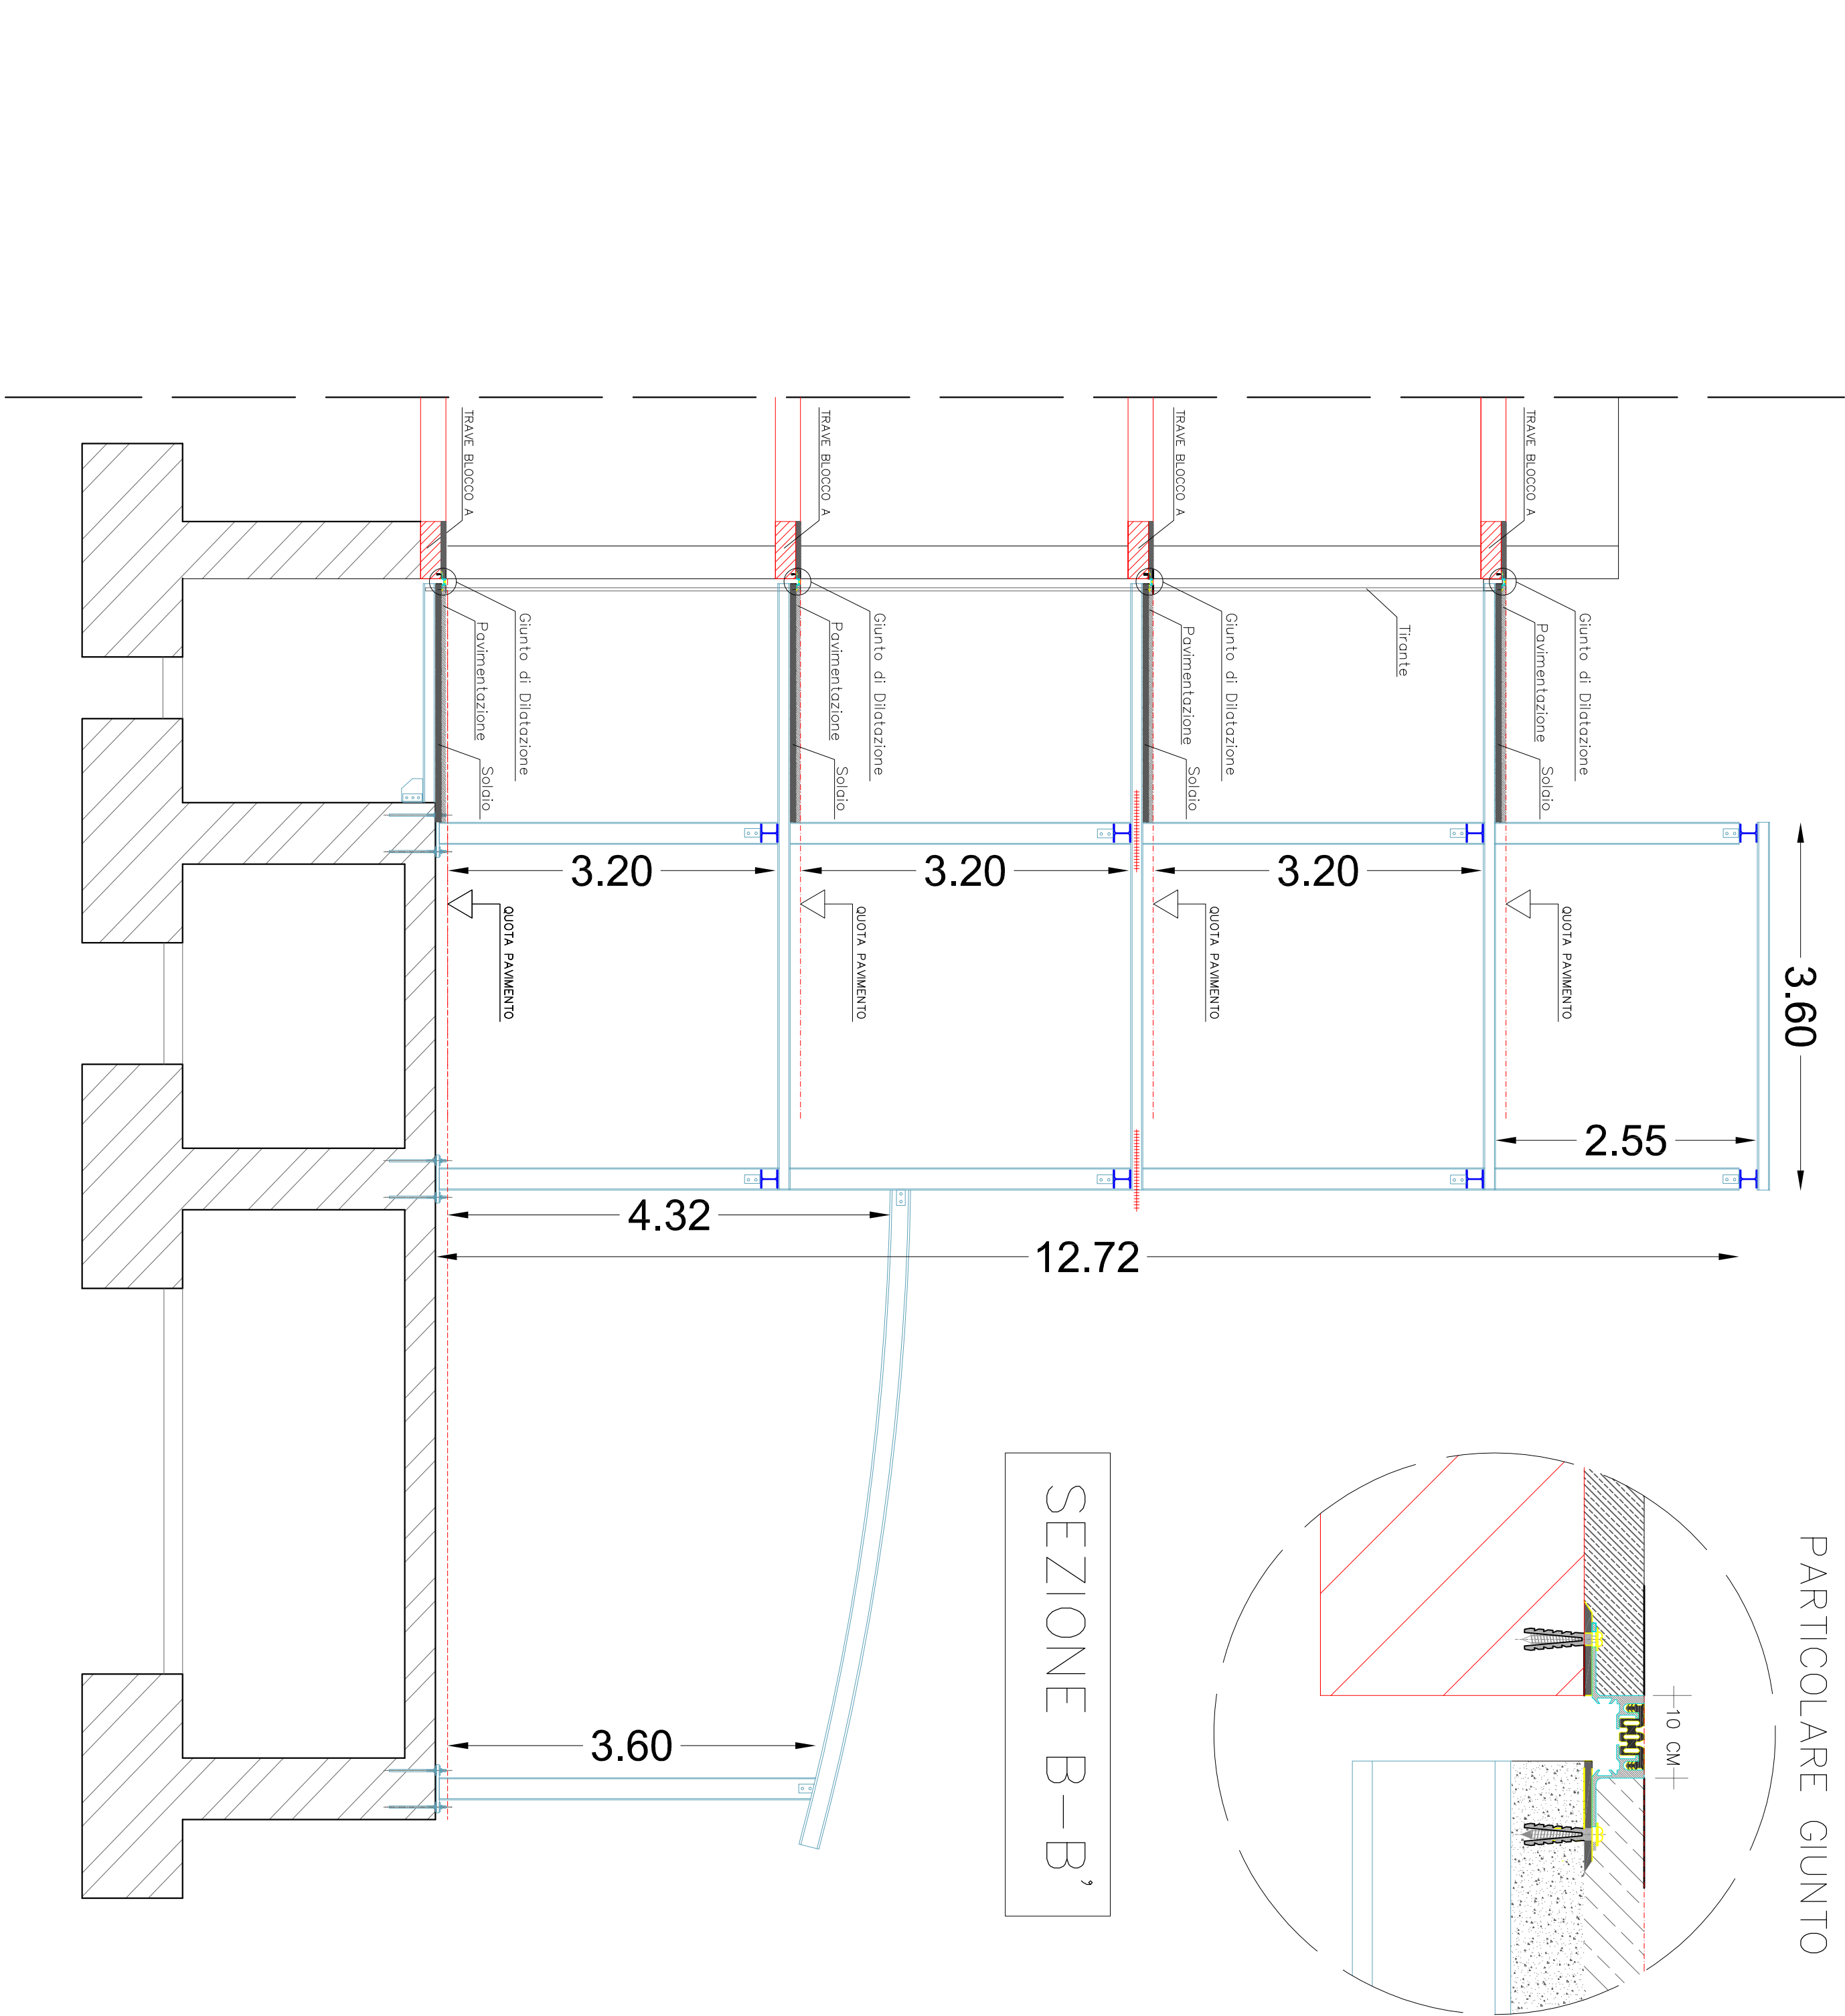 PARTICOLARE GIUNTO
10 CM
SEZIONE B-B'
3.60
2.55
TRAVE BLOCCO A
Giunto di Dilatazione
Pavimentazione
Solaio
QUOTA PAVIMENTO
Tirante
3.20
TRAVE BLOCCO A
Giunto di Dilatazione
Pavimentazione
Solaio
QUOTA PAVIMENTO
3.20
TRAVE BLOCCO A
Giunto di Dilatazione
Pavimentazione
Solaio
QUOTA PAVIMENTO
3.20
TRAVE BLOCCO A
Giunto di Dilatazione
Pavimentazione
Solaio
QUOTA PAVIMENTO
12.72
4.32
3.60